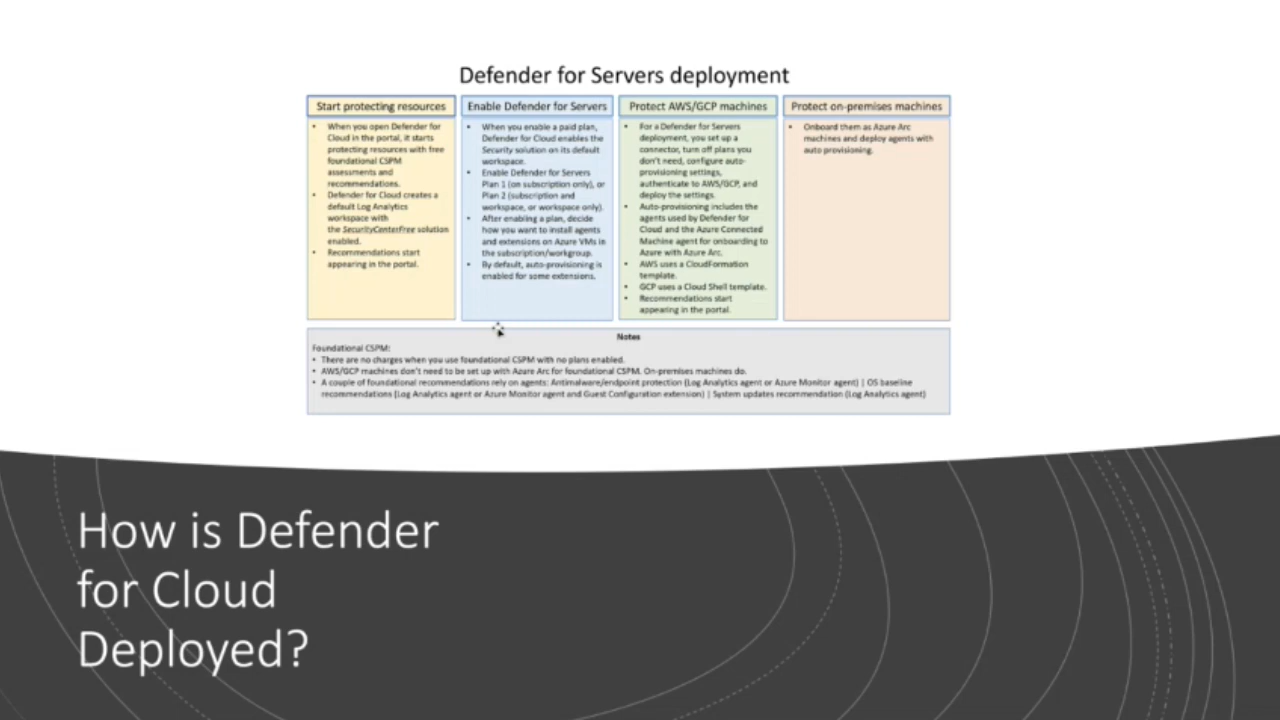 Defender for Servers deployment
Start protecting resources
• When you open Defender for
Cloud in the portal, it starts
protecting resources with free
foundational CSPM
assessments and
recommendations.
• Defender for Cloud creates a
default Log Analytics
workspace with
the SecurityCenterFree solution
enabled.
• Recommendations start
appearing in the portal.
Enable Defender for Servers
• When you enable a paid plan,
Defender for Cloud enables the
Security solution on its default
workspace.
• Enable Defender for Servers
Plan 1 (on subscription only), or
Plan 2 (subscription and
workspace, or workspace only).
• After enabling a plan, decide
how you want to install agents
and extensions on Azure VMs in
the subscription/workgroup.
• By default, auto-provisioning is
enabled for some extensions.
Protect AWS/GCP machines
• For a Defender for Servers
deployment, you set up a
connector, turn off plans you
don't need, configure auto-
provisioning settings,
authenticate to AWS/GCP, and
deploy the settings.
• Auto-provisioning includes the
agents used by Defender for
Cloud and the Azure Connected
Machine agent for onboarding to
Azure with Azure Arc.
• AWS uses a CloudFormation
template.
• GCP uses a Cloud Shell template.
• Recommendations start
appearing in the portal.
Protect on-premises machines
• Onboard them as Azure Arc
machines and deploy agents with
auto provisioning.
Notes
Foundational CSPM:
• There are no charges when you use foundational CSPM with no plans enabled.
• AWS/GCP machines don't need to be set up with Azure Arc for foundational CSPM. On-premises machines do.
• A couple of foundational recommendations rely on agents: Antimalware/endpoint protection (Log Analytics agent or Azure Monitor agent) | OS baseline
recommendations (Log Analytics agent or Azure Monitor agent and Guest Configuration extension) | System updates recommendation (Log Analytics agent)
How is Defender
for Cloud
Deployed?